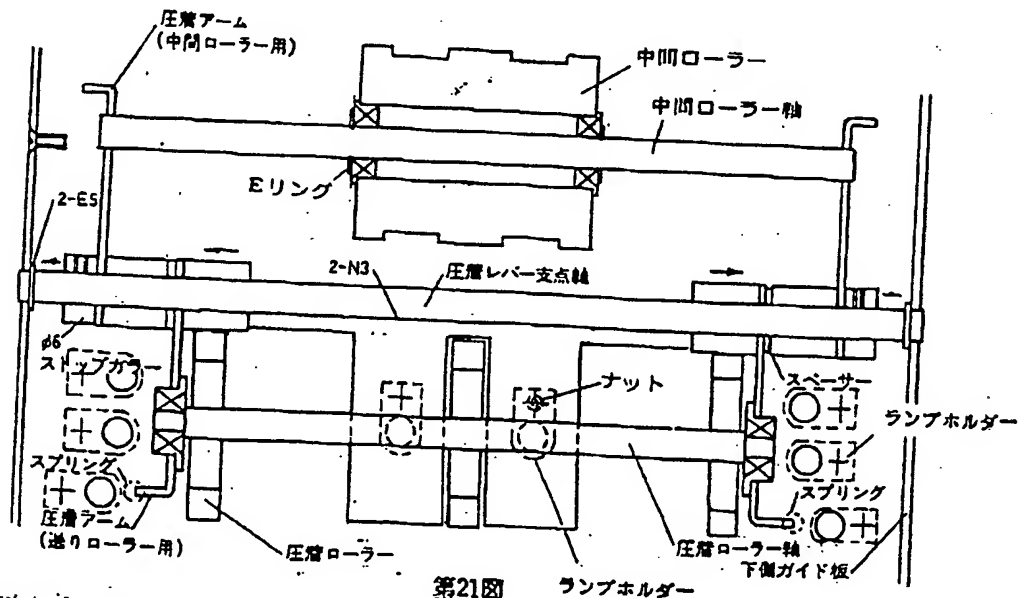 圧着アーム
(中間ローラー用)
中間ローラー
中間ローラー軸
Eリング
2-E5
2-N3
圧着レバー支点軸
φ6
ストップカラー
ナット
スペーサー
ランプホルダー
スプリング
スプリング
圧着アーム
(送りローラー用)
圧着ローラー
圧着ローラー軸
下側ガイド板
第21図
ランプホルダー